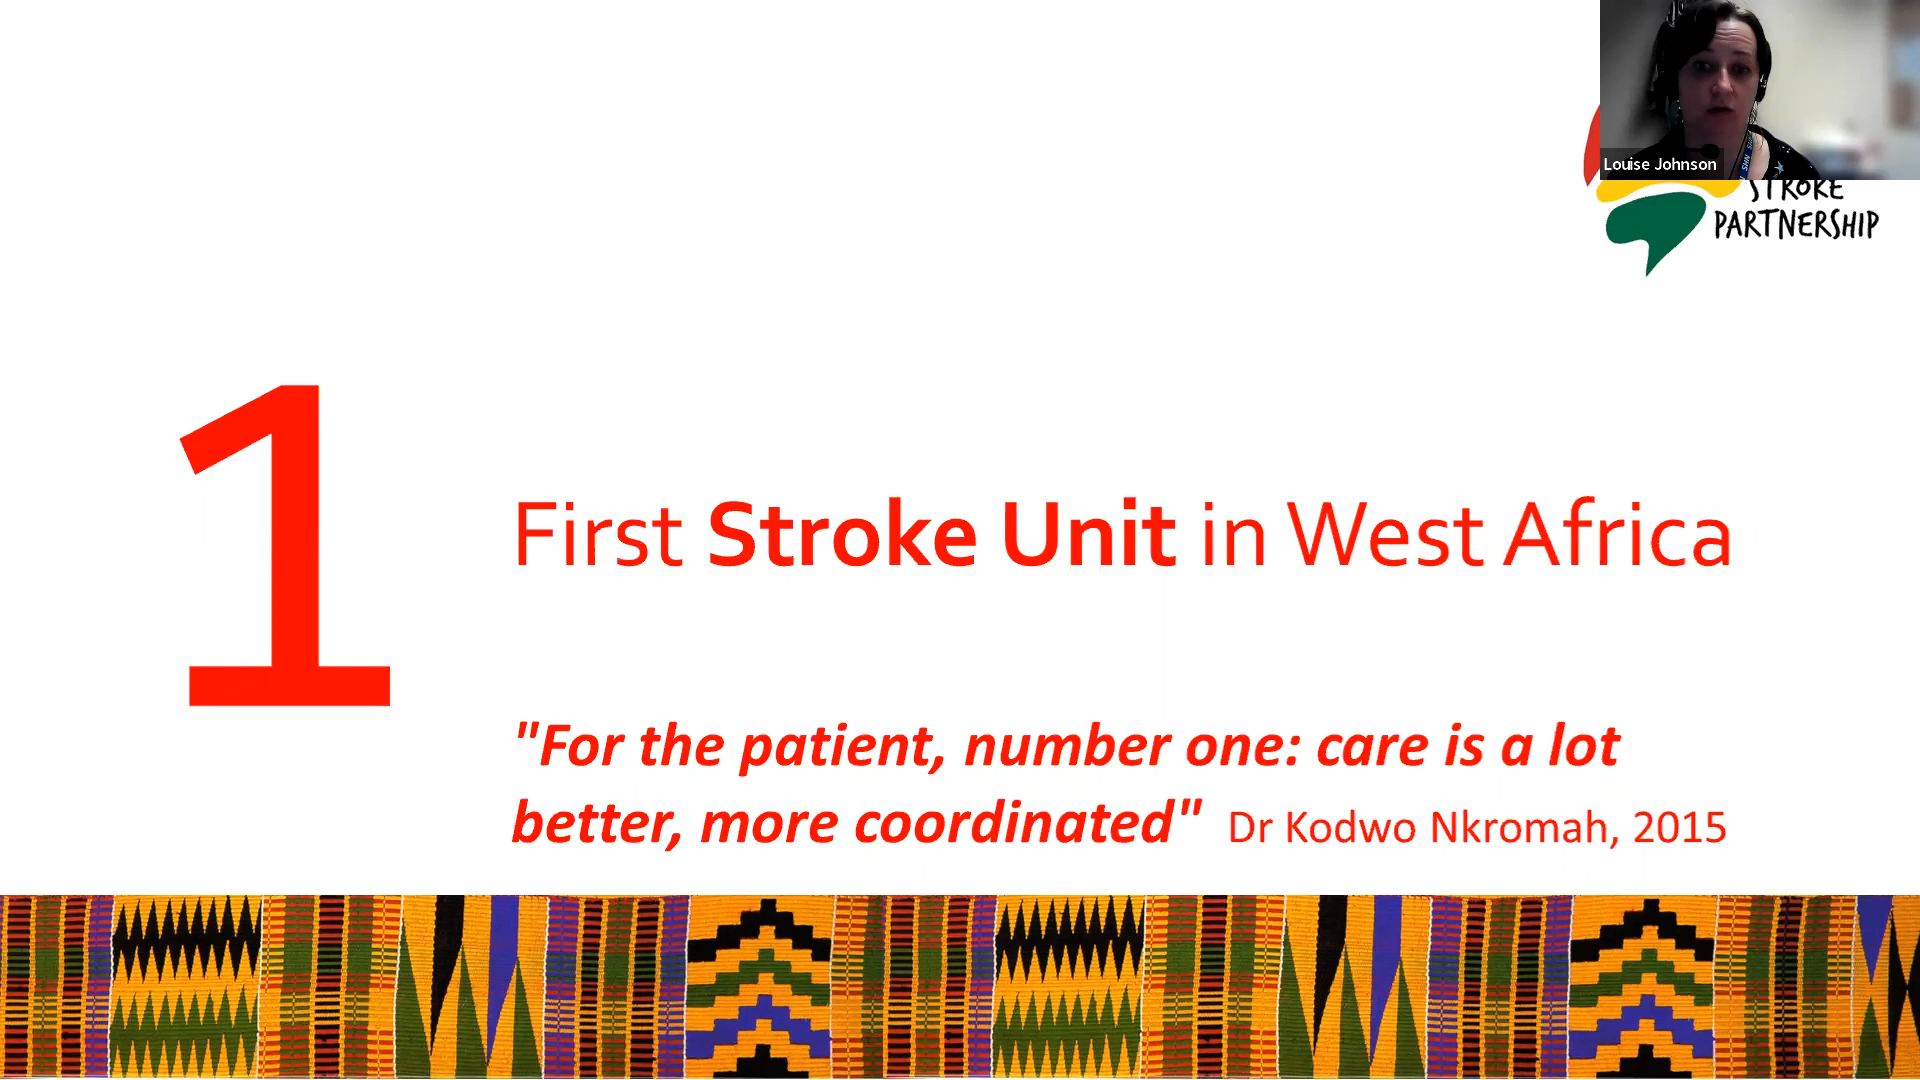 Louise Johnson
STROKE
PARTNERSHIP
1
First Stroke Unit in West Africa
"For the patient, number one: care is a lot
better, more coordinated" Dr Kodwo Nkromah, 2015